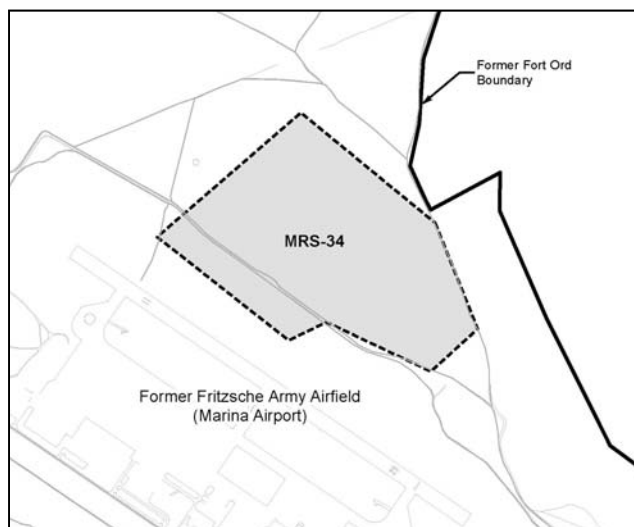 Former Fort Ord
Boundary
MRS-34
Former Fritzsche Army Airfield
(Marina Airport)